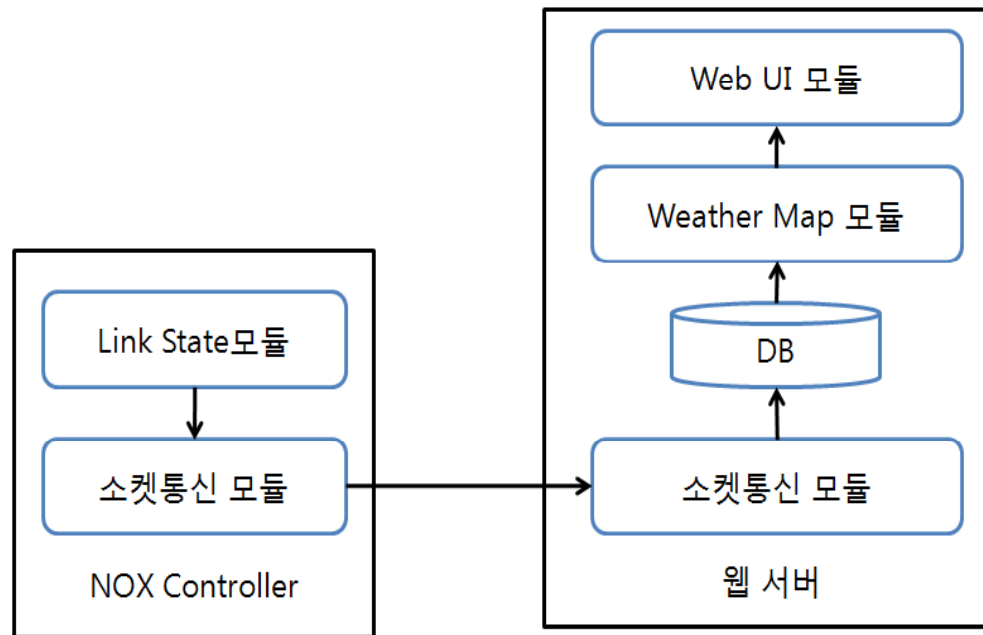 Link State모듈
소켓통신 모듈
NOX Controller
Web UI 모듈
Weather Map 모듈
DB
소켓통신 모듈
웹 서버